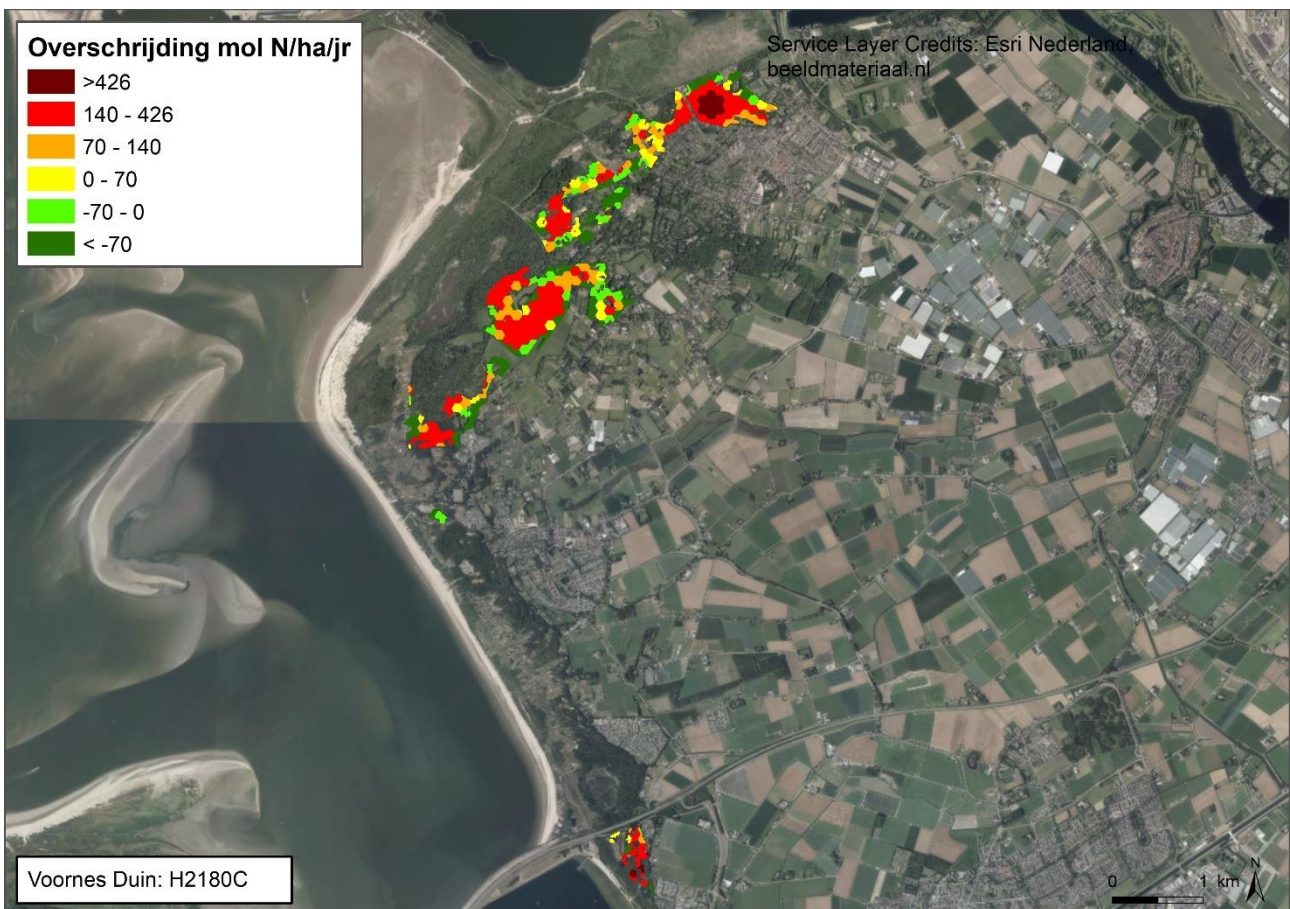 Overschrijding mol N/ha/jr
>426
140 - 426
70 - 140
0 - 70
-70 - 0
< -70
Service Layer Credits: Esri Nederland,
beeldmateriaal.nl
Voornes Duin: H2180C
0 1 km
N